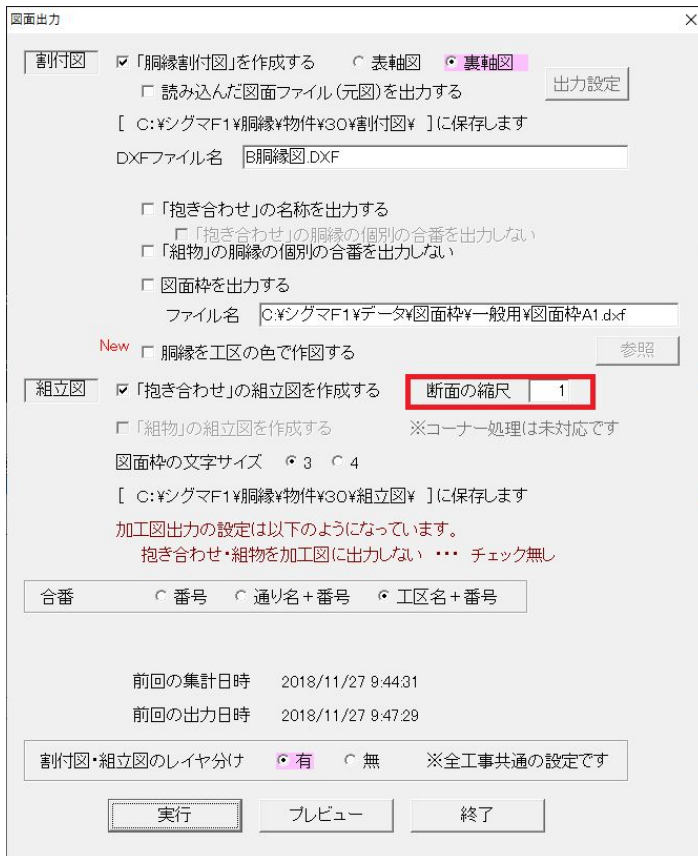 図面出力
割付図 「胴縁割付図」を作成する 表軸図 裏軸図
読み込んだ図面ファイル(元図)を出力する 出力設定
[ C:¥シグマF1¥胴縁¥物件¥30¥割付図¥ ]に保存します
DXFファイル名 B胴縁図.DXF
「抱き合わせ」の名称を出力する
「抱き合わせ」の胴縁の個別の合番を出力しない
「組物」の胴縁の個別の合番を出力しない
図面枠を出力する
ファイル名 C:¥シグマF1¥データ¥図面枠¥一般用¥図面枠A1.dxf
New 胴縁を工区の色で作図する 参照
組立図 「抱き合わせ」の組立図を作成する 断面の縮尺 1
「組物」の組立図を作成する ※コーナー処理は未対応です
図面枠の文字サイズ 3 4
[ C:¥シグマF1¥胴縁¥物件¥30¥組立図¥ ]に保存します
加工図出力の設定は以下のようになっています。
抱き合わせ・組物を加工図に出力しない ・・・ チェック無し
合番 番号 通り名+番号 工区名+番号
前回の集計日時 2018/11/27 9:44:31
前回の出力日時 2018/11/27 9:47:29
割付図・組立図のレイヤ分け 有 無 ※全工事共通の設定です
実行 プレビュー 終了